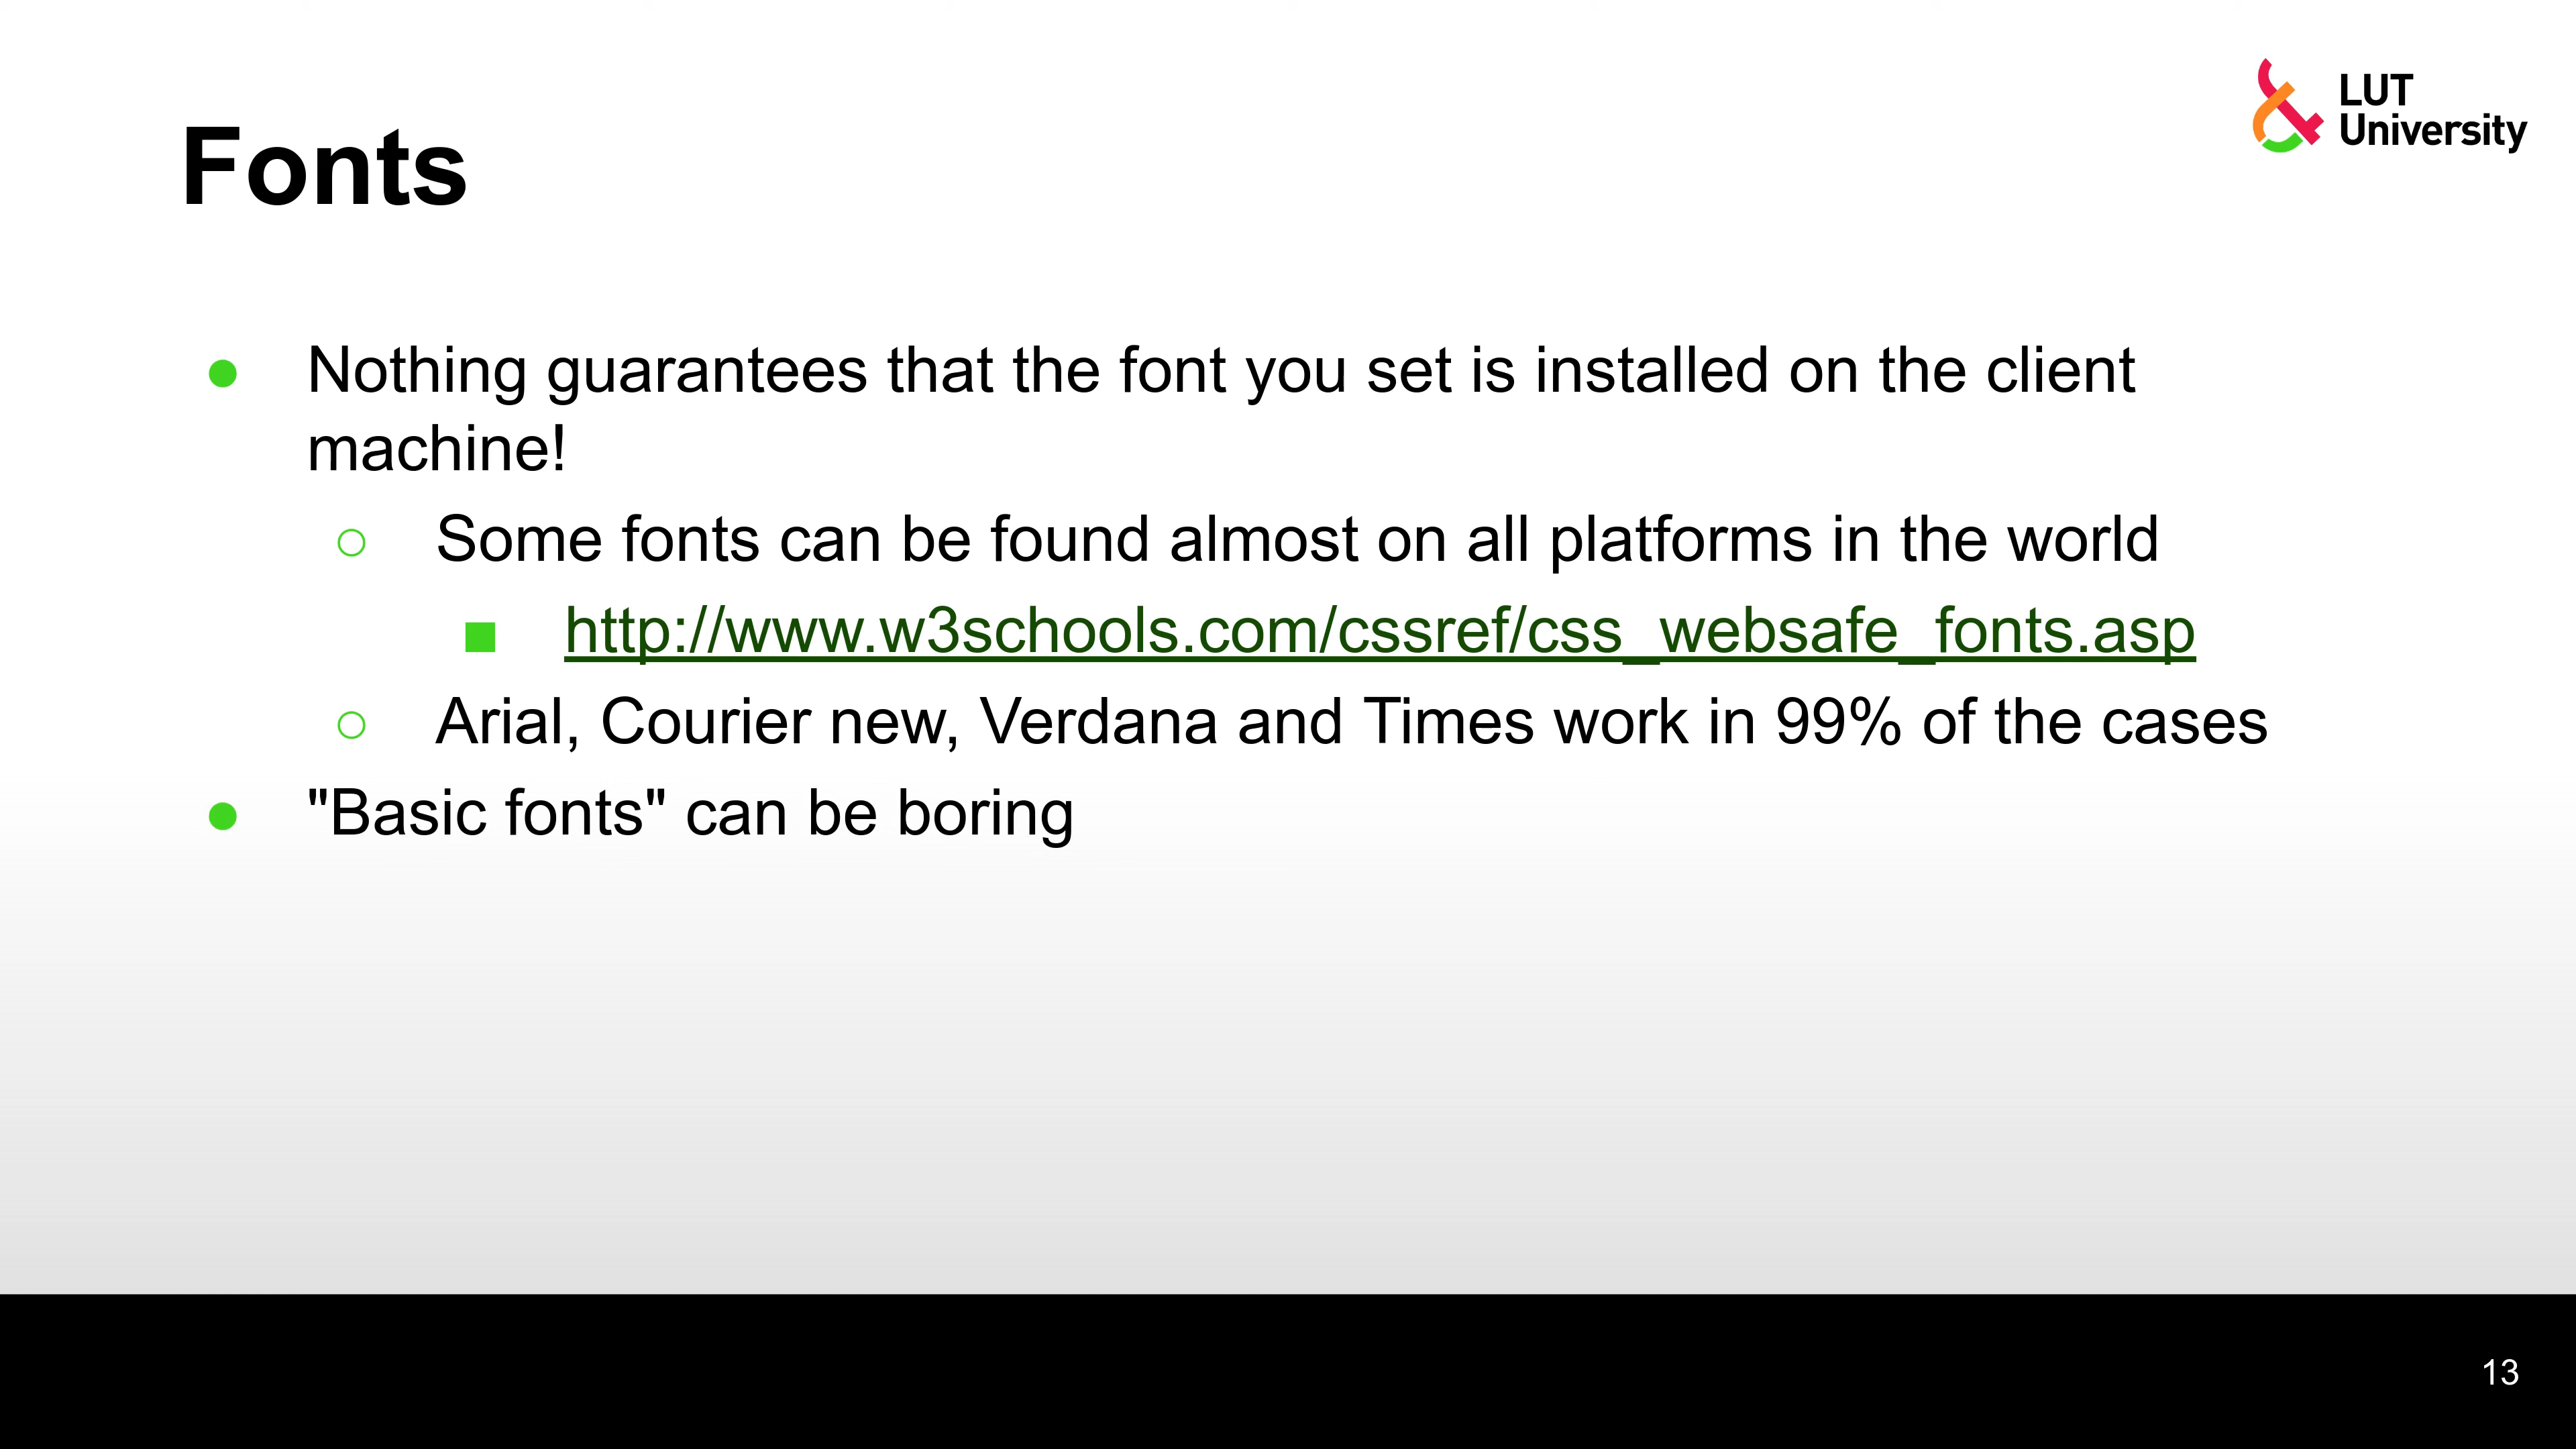 LUT
University
Fonts
Nothing guarantees that the font you set is installed on the client
machine!
Some fonts can be found almost on all platforms in the world
http://www.w3schools.com/cssref/css_websafe_fonts.asp
Arial, Courier new, Verdana and Times work in 99% of the cases
"Basic fonts" can be boring
13